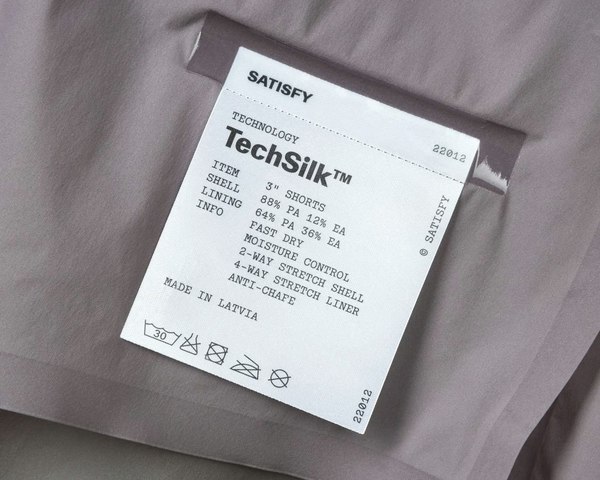 SATISFY
TECHNOLOGY
22012
TechSilk™
ITEM 3" SHORTS
SHELL 88% PA 12% EA
LINING 64% PA 36% EA
INFO FAST DRY
MOISTURE CONTROL
2-WAY STRETCH SHELL
4-WAY STRETCH LINER
ANTI-CHAFE
MADE IN LATVIA
30
© SATISFY
22012